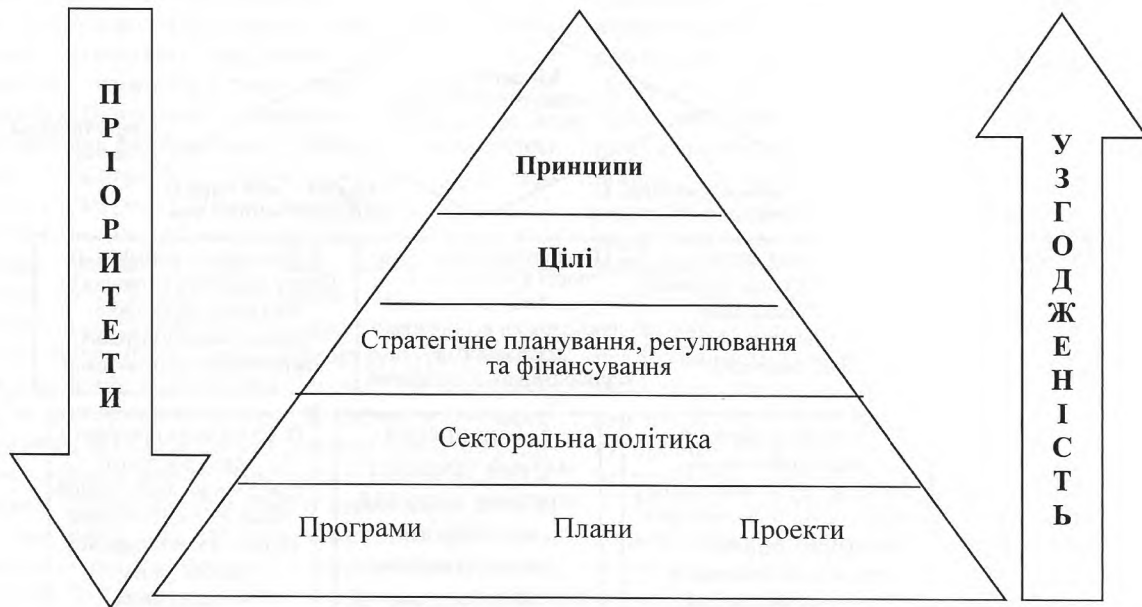 ПРІОРИТЕТИ
Принципи
Цілі
Стратегічне планування, регулювання
та фінансування
Секторальна політика
Програми Плани Проекти
УЗГОДЖЕНІСТЬ